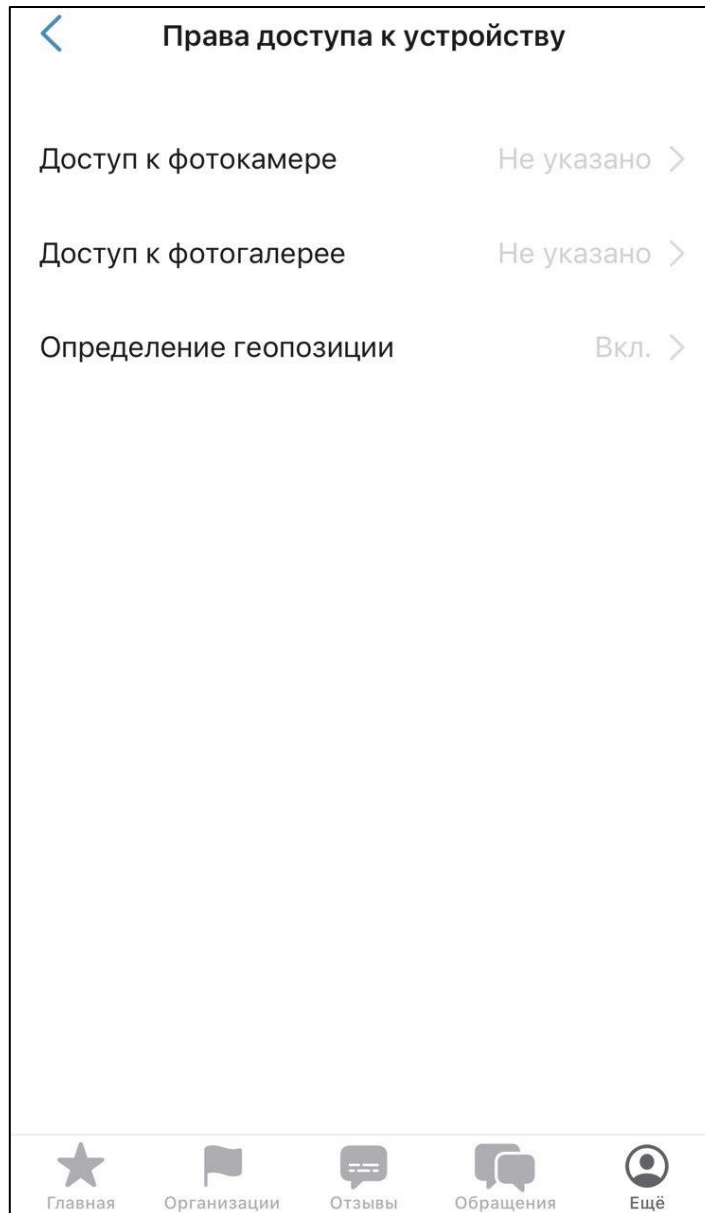 Права доступа к устройству
Доступ к фотокамере Не указано
Доступ к фотогалерее Не указано
Определение геопозиции Вкл.
Главная Организации Отзывы Обращения Ещё